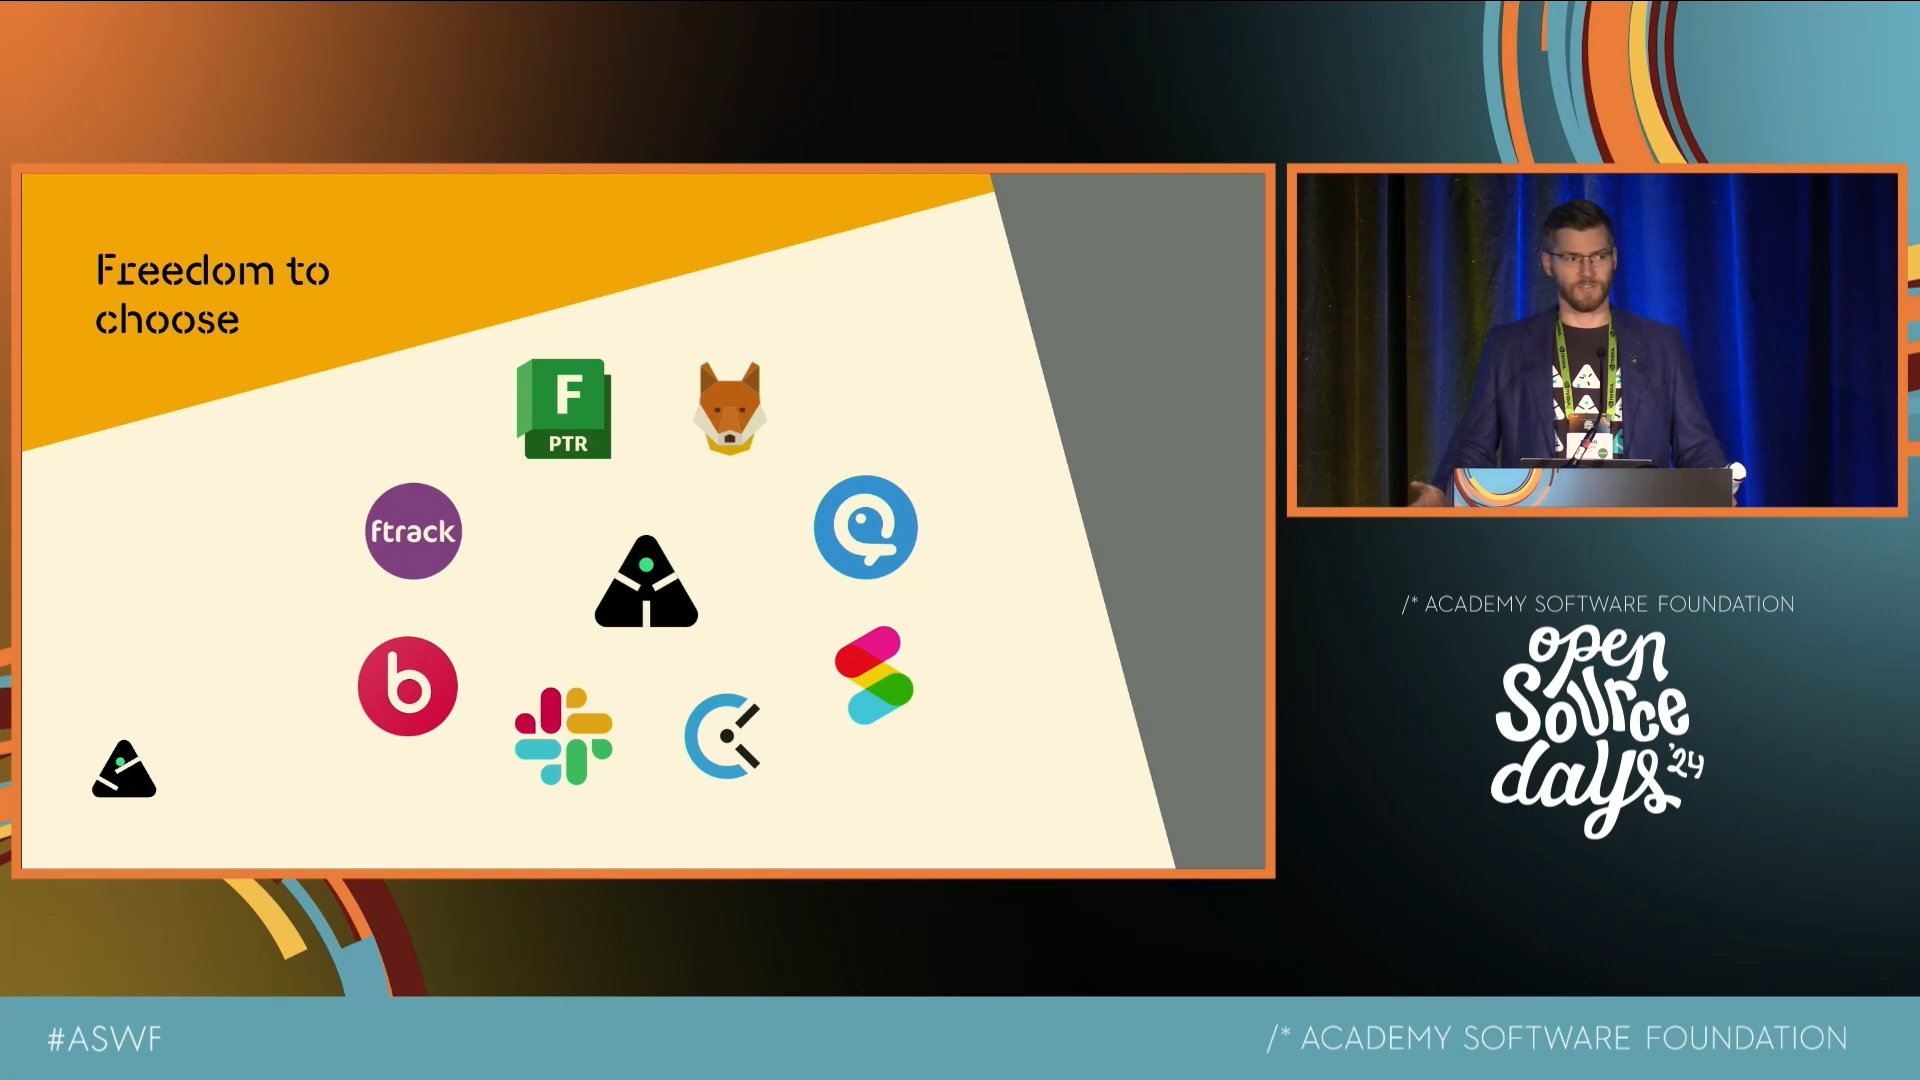 Freedom to
choose
F
PTR
ftrack
b
/* ACADEMY SOFTWARE FOUNDATION
open
source
days '24
#ASWF
/* ACADEMY SOFTWARE FOUNDATION